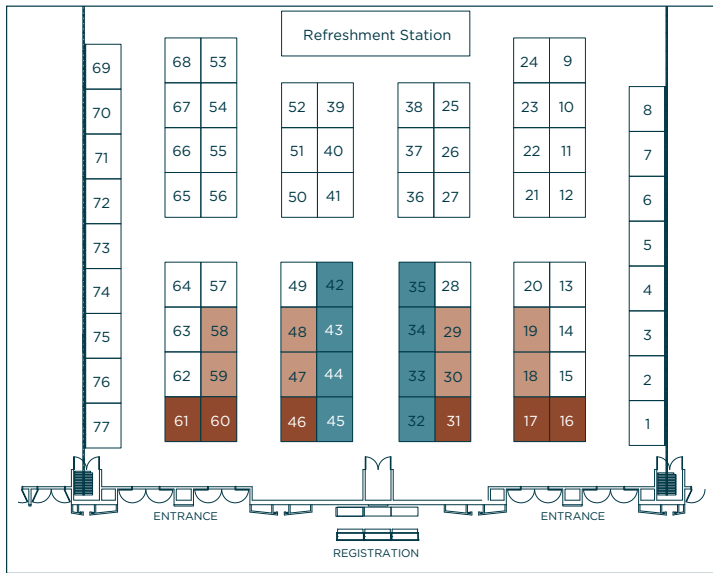 Refreshment Station
69 68 53 24 9
70 67 54 52 39 38 25 23 10 8
71 66 55 51 40 37 26 22 11 7
72 65 56 50 41 36 27 21 12 6
73 5
74 64 57 49 42 35 28 20 13 4
75 63 58 48 43 34 29 19 14 3
76 62 59 47 44 33 30 18 15 2
77 61 60 46 45 32 31 17 16 1
ENTRANCE ENTRANCE
REGISTRATION